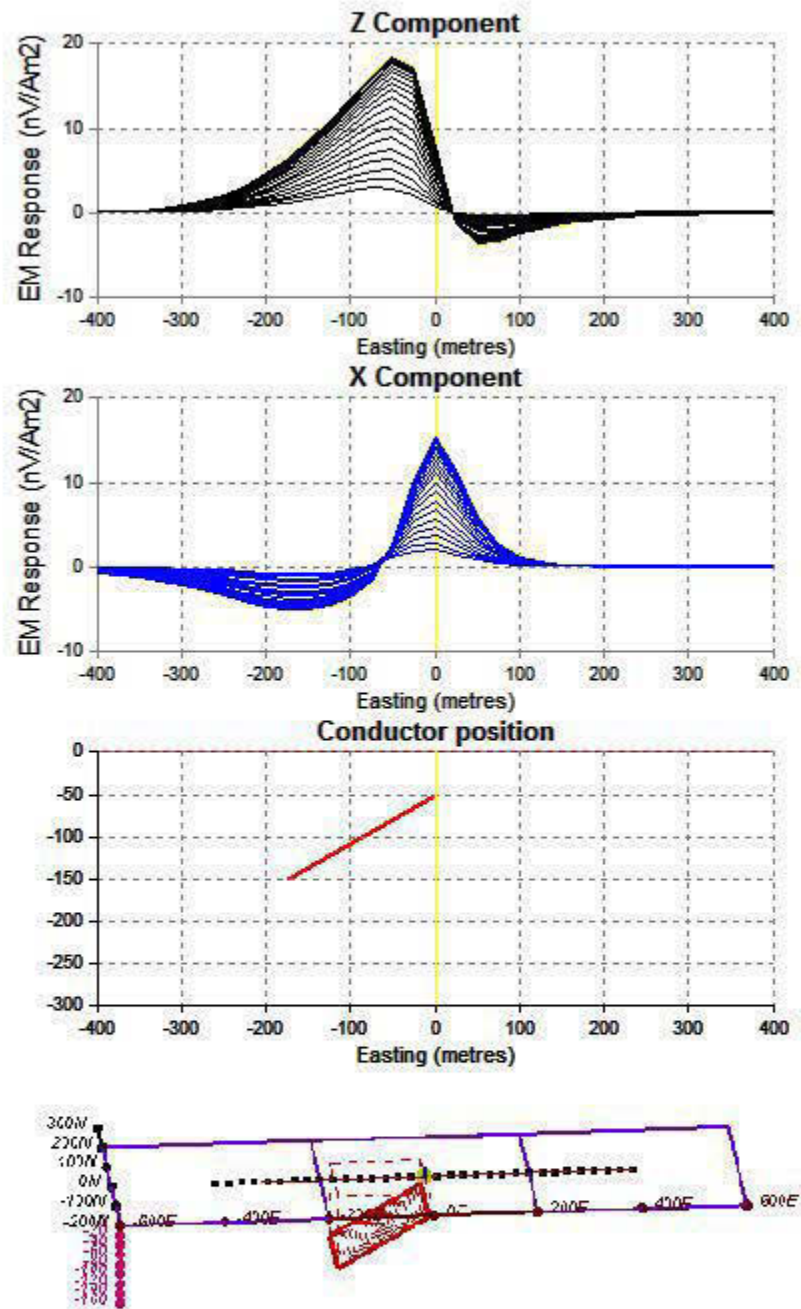 Z Component
EM Response (nV/Am2)
20
10
0
-10
-400 -300 -200 -100 0 100 200 300 400
Easting (metres)
X Component
EM Response (nV/Am2)
20
10
0
-10
-400 -300 -200 -100 0 100 200 300 400
Easting (metres)
Conductor position
0
-50
-100
-150
-200
-250
-300
-400 -300 -200 -100 0 100 200 300 400
Easting (metres)
300N
200N
100N
0N
-100N
-200N
200E 400E 600E